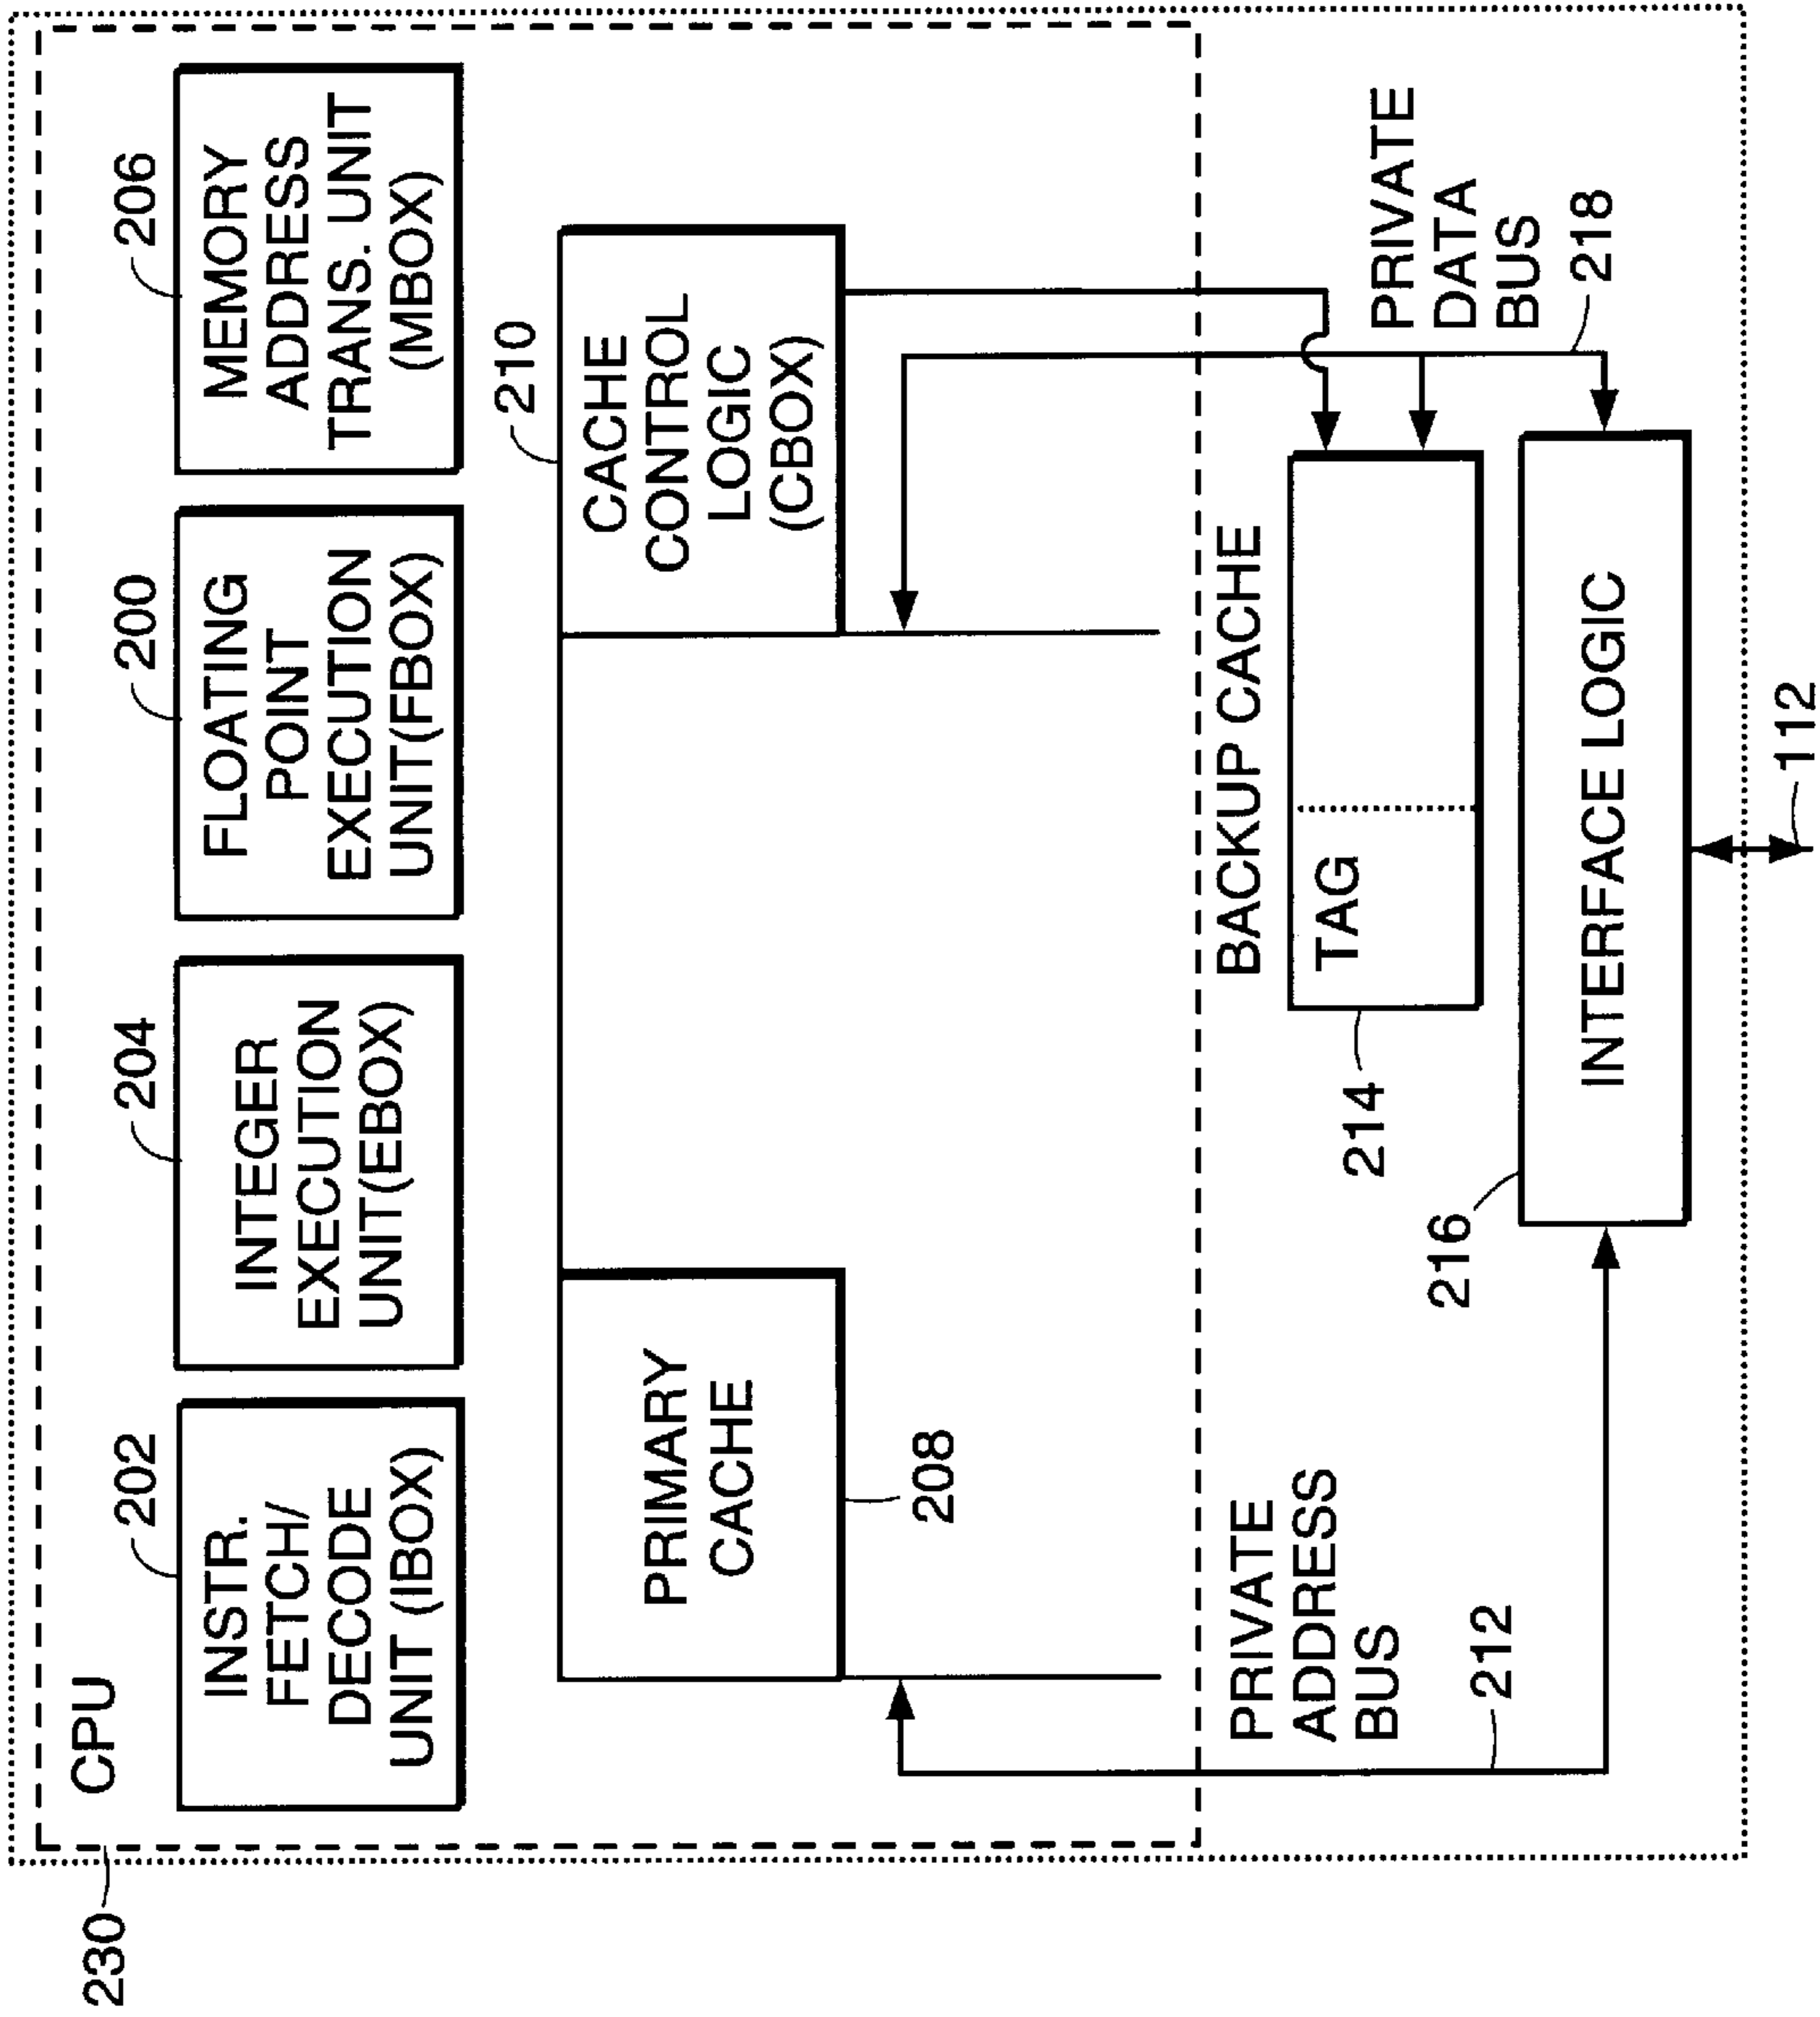 230
CPU
202
INSTR.
FETCH/
DECODE
UNIT (IBOX)
204
INTEGER
EXECUTION
UNIT(EBOX)
200
FLOATING
POINT
EXECUTION
UNIT(FBOX)
206
MEMORY
ADDRESS
TRANS. UNIT
(MBOX)
PRIMARY
CACHE
208
210
CACHE
CONTROL
LOGIC
(CBOX)
PRIVATE
ADDRESS
BUS
212
BACKUP CACHE
TAG
214
PRIVATE
DATA
BUS
218
216
INTERFACE LOGIC
112